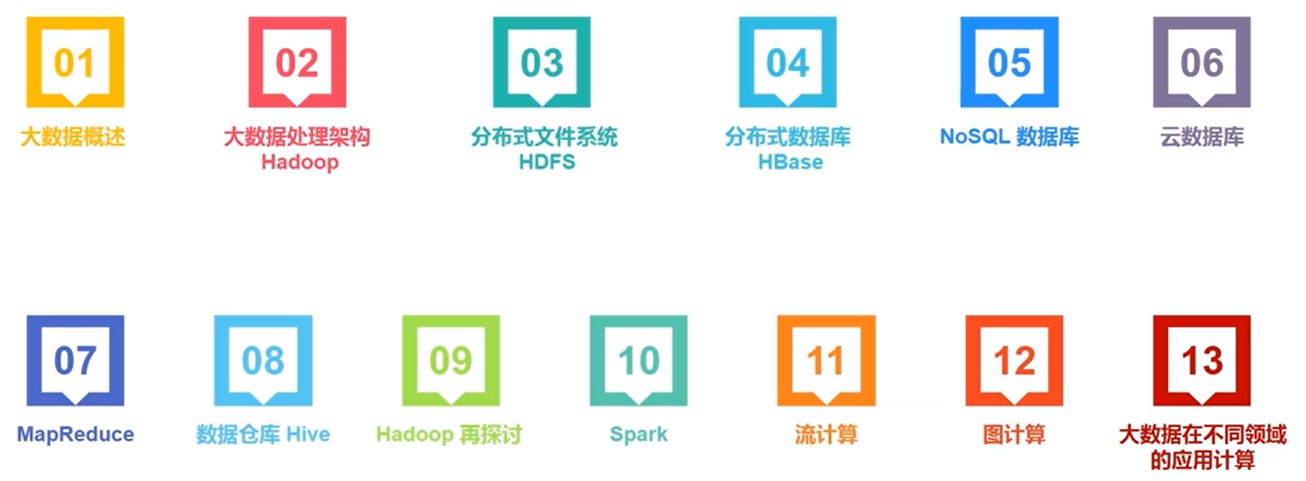 01
大数据概述
02
大数据处理架构
Hadoop
03
分布式文件系统
HDFS
04
分布式数据库
HBase
05
NoSQL 数据库
06
云数据库
07
MapReduce
08
数据仓库 Hive
09
Hadoop 再探讨
10
Spark
11
流计算
12
图计算
13
大数据在不同领域
的应用计算